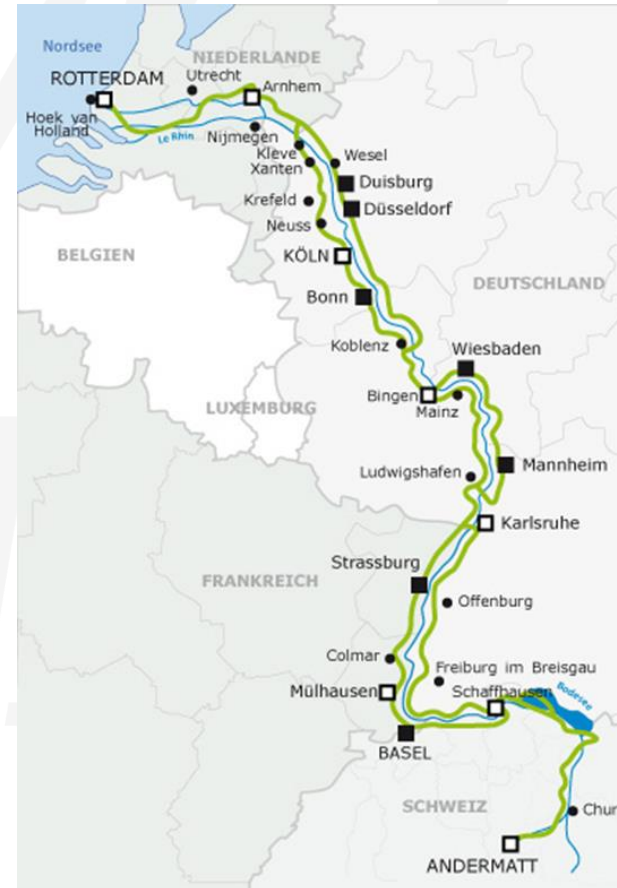 Nordsee
NIEDERLANDE
ROTTERDAM
Utrecht
Arnhem
Hoek van
Holland
Le Rhin
Nijmegen
Kleve
Xanten
Wesel
Duisburg
Krefeld
Düsseldorf
Neuss
BELGIEN
KÖLN
DEUTSCHLAND
Bonn
Koblenz
Wiesbaden
Bingen
Mainz
LUXEMBURG
Ludwigshafen
Mannheim
Karlsruhe
Strassburg
FRANKREICH
Offenburg
Colmar
Freiburg im Breisgau
Mülhausen
Schaffhausen
Bodesee
BASEL
SCHWEIZ
Chur
ANDERMATT